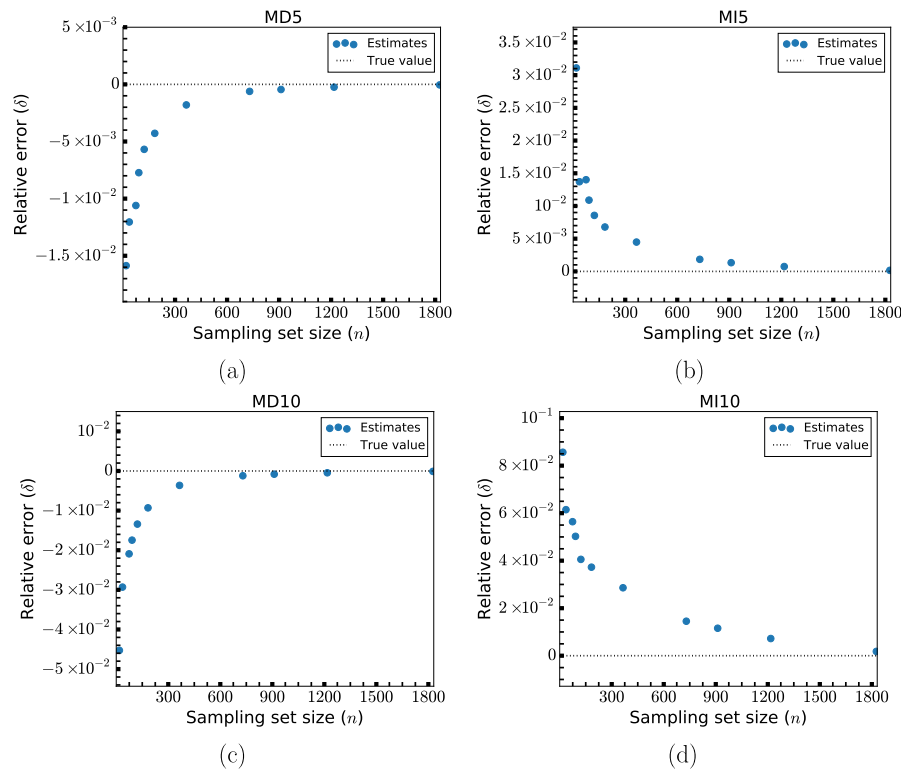 MD5
5 ×10⁻³
0
−5 ×10⁻³
−1 ×10⁻²
−1.5 ×10⁻²
Relative error (δ)
Estimates
True value
300 600 900 1200 1500 1800
Sampling set size (n)
(a)
MI5
3.5 ×10⁻²
3 ×10⁻²
2.5 ×10⁻²
2 ×10⁻²
1.5 ×10⁻²
10⁻²
5 ×10⁻³
0
Relative error (δ)
Estimates
True value
300 600 900 1200 1500 1800
Sampling set size (n)
(b)
MD10
10⁻²
0
−1 ×10⁻²
−2 ×10⁻²
−3 ×10⁻²
−4 ×10⁻²
−5 ×10⁻²
Relative error (δ)
Estimates
True value
300 600 900 1200 1500 1800
Sampling set size (n)
(c)
MI10
10⁻¹
8 ×10⁻²
6 ×10⁻²
4 ×10⁻²
2 ×10⁻²
0
Relative error (δ)
Estimates
True value
300 600 900 1200 1500 1800
Sampling set size (n)
(d)